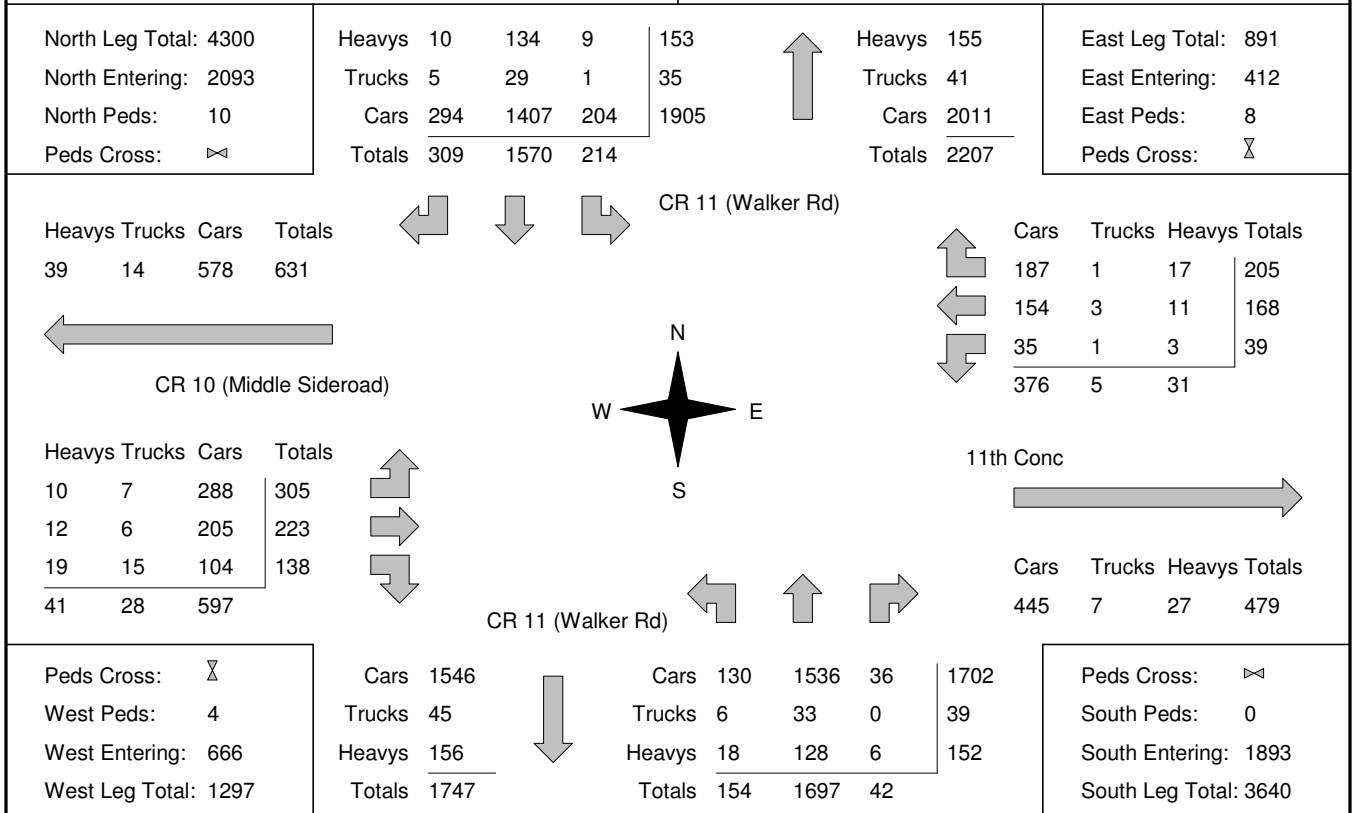 North Leg Total: 4300
North Entering: 2093
North Peds: 10
Peds Cross:
Heavys 10 134 9 153
Trucks 5 29 1 35
Cars 294 1407 204 1905
Totals 309 1570 214
Heavys 155
Trucks 41
Cars 2011
Totals 2207
East Leg Total: 891
East Entering: 412
East Peds: 8
Peds Cross:
CR 11 (Walker Rd)
Heavys Trucks Cars Totals
39 14 578 631
Cars Trucks Heavys Totals
187 1 17 205
154 3 11 168
35 1 3 39
376 5 31
CR 10 (Middle Sideroad)
N
W E
S
Heavys Trucks Cars Totals
10 7 288 305
12 6 205 223
19 15 104 138
41 28 597
11th Conc
Cars Trucks Heavys Totals
445 7 27 479
CR 11 (Walker Rd)
Peds Cross:
West Peds: 4
West Entering: 666
West Leg Total: 1297
Cars 1546
Trucks 45
Heavys 156
Totals 1747
Cars 130 1536 36 1702
Trucks 6 33 0 39
Heavys 18 128 6 152
Totals 154 1697 42
Peds Cross:
South Peds: 0
South Entering: 1893
South Leg Total: 3640